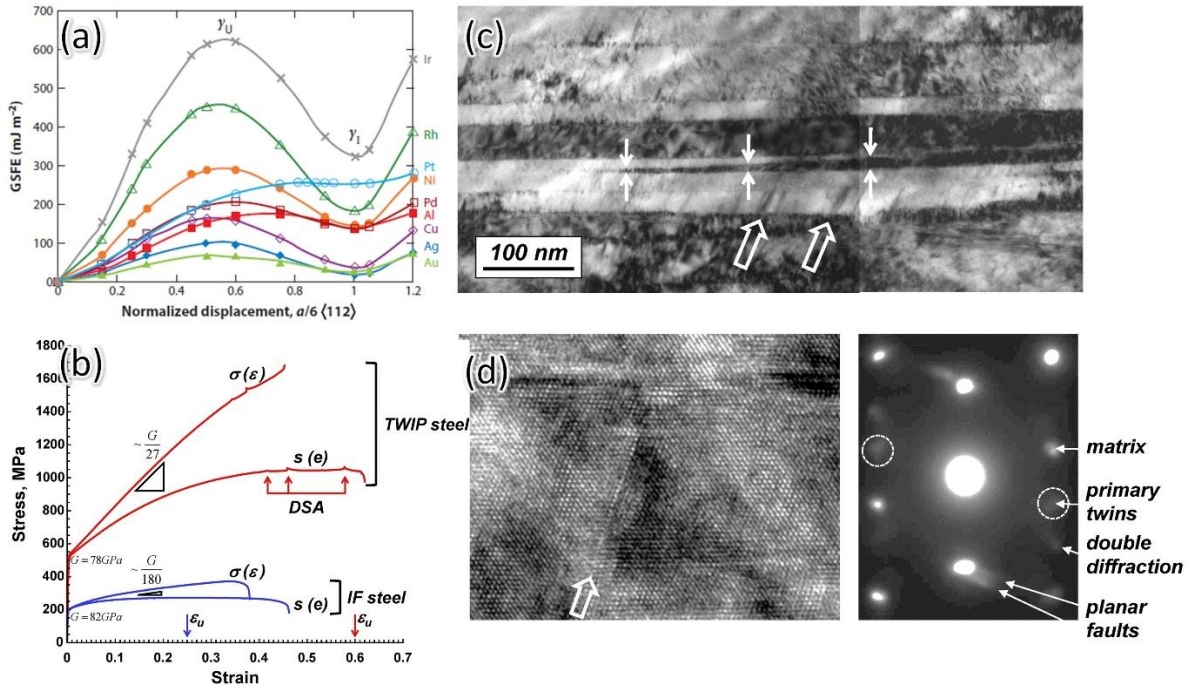 (a)
700
600
500
400
300
200
100
0
GSFE (mJ m⁻²)
γU
γI
Ir
Rh
Pt
Ni
Pd
Al
Cu
Ag
Au
0 0.2 0.4 0.6 0.8 1.0 1.2
Normalized displacement, a/6 ⟨112⟩
(b)
1800
1600
1400
1200
1000
800
600
400
200
0
Stress, MPa
σ(ε)
TWIP steel
~ G/27
s (e)
DSA
G = 78GPa
~ G/180
σ(ε)
IF steel
s (e)
G = 82GPa
εu
εu
0 0.1 0.2 0.3 0.4 0.5 0.6 0.7
Strain
(c)
100 nm
(d)
matrix
primary
twins
double
diffraction
planar
faults